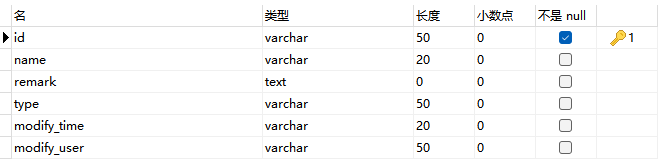 名 类型 长度 小数点 不是 null
id varchar 50 0 1
name varchar 20 0
remark text 0 0
type varchar 50 0
modify_time varchar 20 0
modify_user varchar 50 0